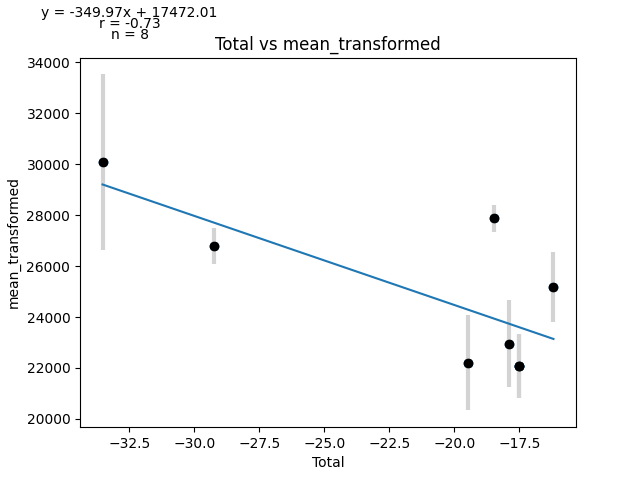 y = -349.97x + 17472.01
r = -0.73
n = 8
Total vs mean_transformed
34000
32000
30000
28000
26000
24000
22000
20000
mean_transformed
−32.5
−30.0
−27.5
−25.0
−22.5
−20.0
−17.5
Total